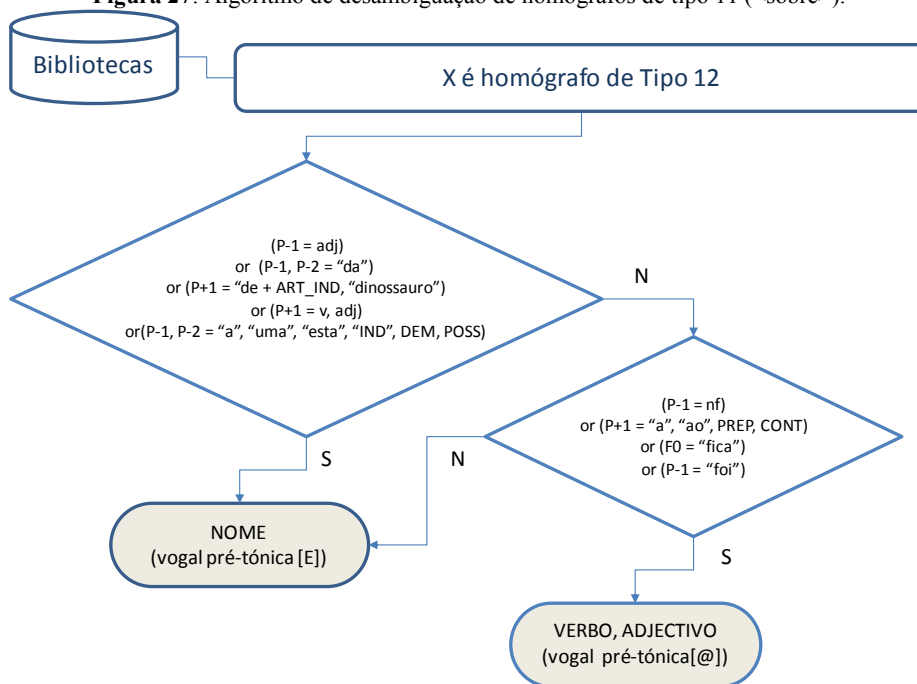 Figura 27: Algoritmo de desambiguação de homógrafos de tipo 11 (<sobre>).
Bibliotecas
X é homógrafo de Tipo 12
(P-1 = adj)
or (P-1, P-2 = “da”)
or (P+1 = “de + ART_IND, “dinossauro”)
or (P+1 = v, adj)
or(P-1, P-2 = “a”, “uma”, “esta”, “IND”, DEM, POSS)
N
(P-1 = nf)
or (P+1 = “a”, “ao”, PREP, CONT)
or (F0 = “fica”)
or (P-1 = “foi”)
S
N
NOME
(vogal pré-tónica [E])
S
VERBO, ADJECTIVO
(vogal pré-tónica[@])